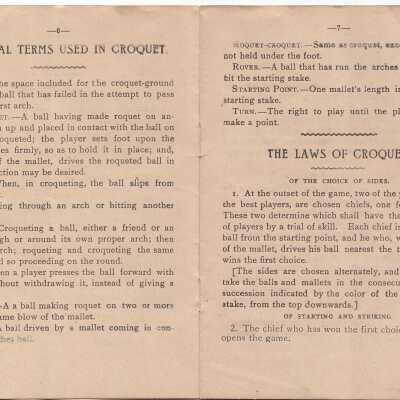 —6—
AL TERMS USED IN CROQUET.
he space included for the croquet-ground
ball that has failed in the attempt to pass
rst arch.
ET.—A ball having made roquet on an-
n up and placed in contact with the ball on
oqueted; the player sets foot upon the
es firmly, so as to hold it in place; and,
f the mallet, drives the roqueted ball in
ction may be desired.
hen, in croqueting, the ball slips from
.
ting through an arch or hitting another
Croqueting a ball, either a friend or an
gh or around its own proper arch; then
rch; roqueting and croqueting the same
d so proceeding on the round.
en a player presses the ball forward with
thout withdrawing it, instead of giving a
—A a ball making roquet on two or more
ame blow of the mallet.
A ball driven by a mallet coming in con-
ther ball.
—7—
ROQUET-CROQUET.—Same as croquet, exce
not held under the foot.
ROVER.—A ball that has run the arches
bit the starting stake.
STARTING POINT.—One mallet's length in
starting stake.
TURN.—The right to play until the pl
make a point.
THE LAWS OF CROQUE
OF THE CHOICE OF SIDES.
1. At the outset of the game, two of the y
the best players, are chosen chiefs, one fo
These two determine which shall have the
of players by a trial of skill. Each chief i
ball from the starting point, and he who, w
of the mallet, drives his ball nearest the t
wins the first choice.
[The sides are chosen alternately, and
take the balls and mallets in the consecu
succession indicated by the color of the
stake, from the top downwards.]
OF STARTING AND STRIKING.
2. The chief who has won the first choic
opens the game.